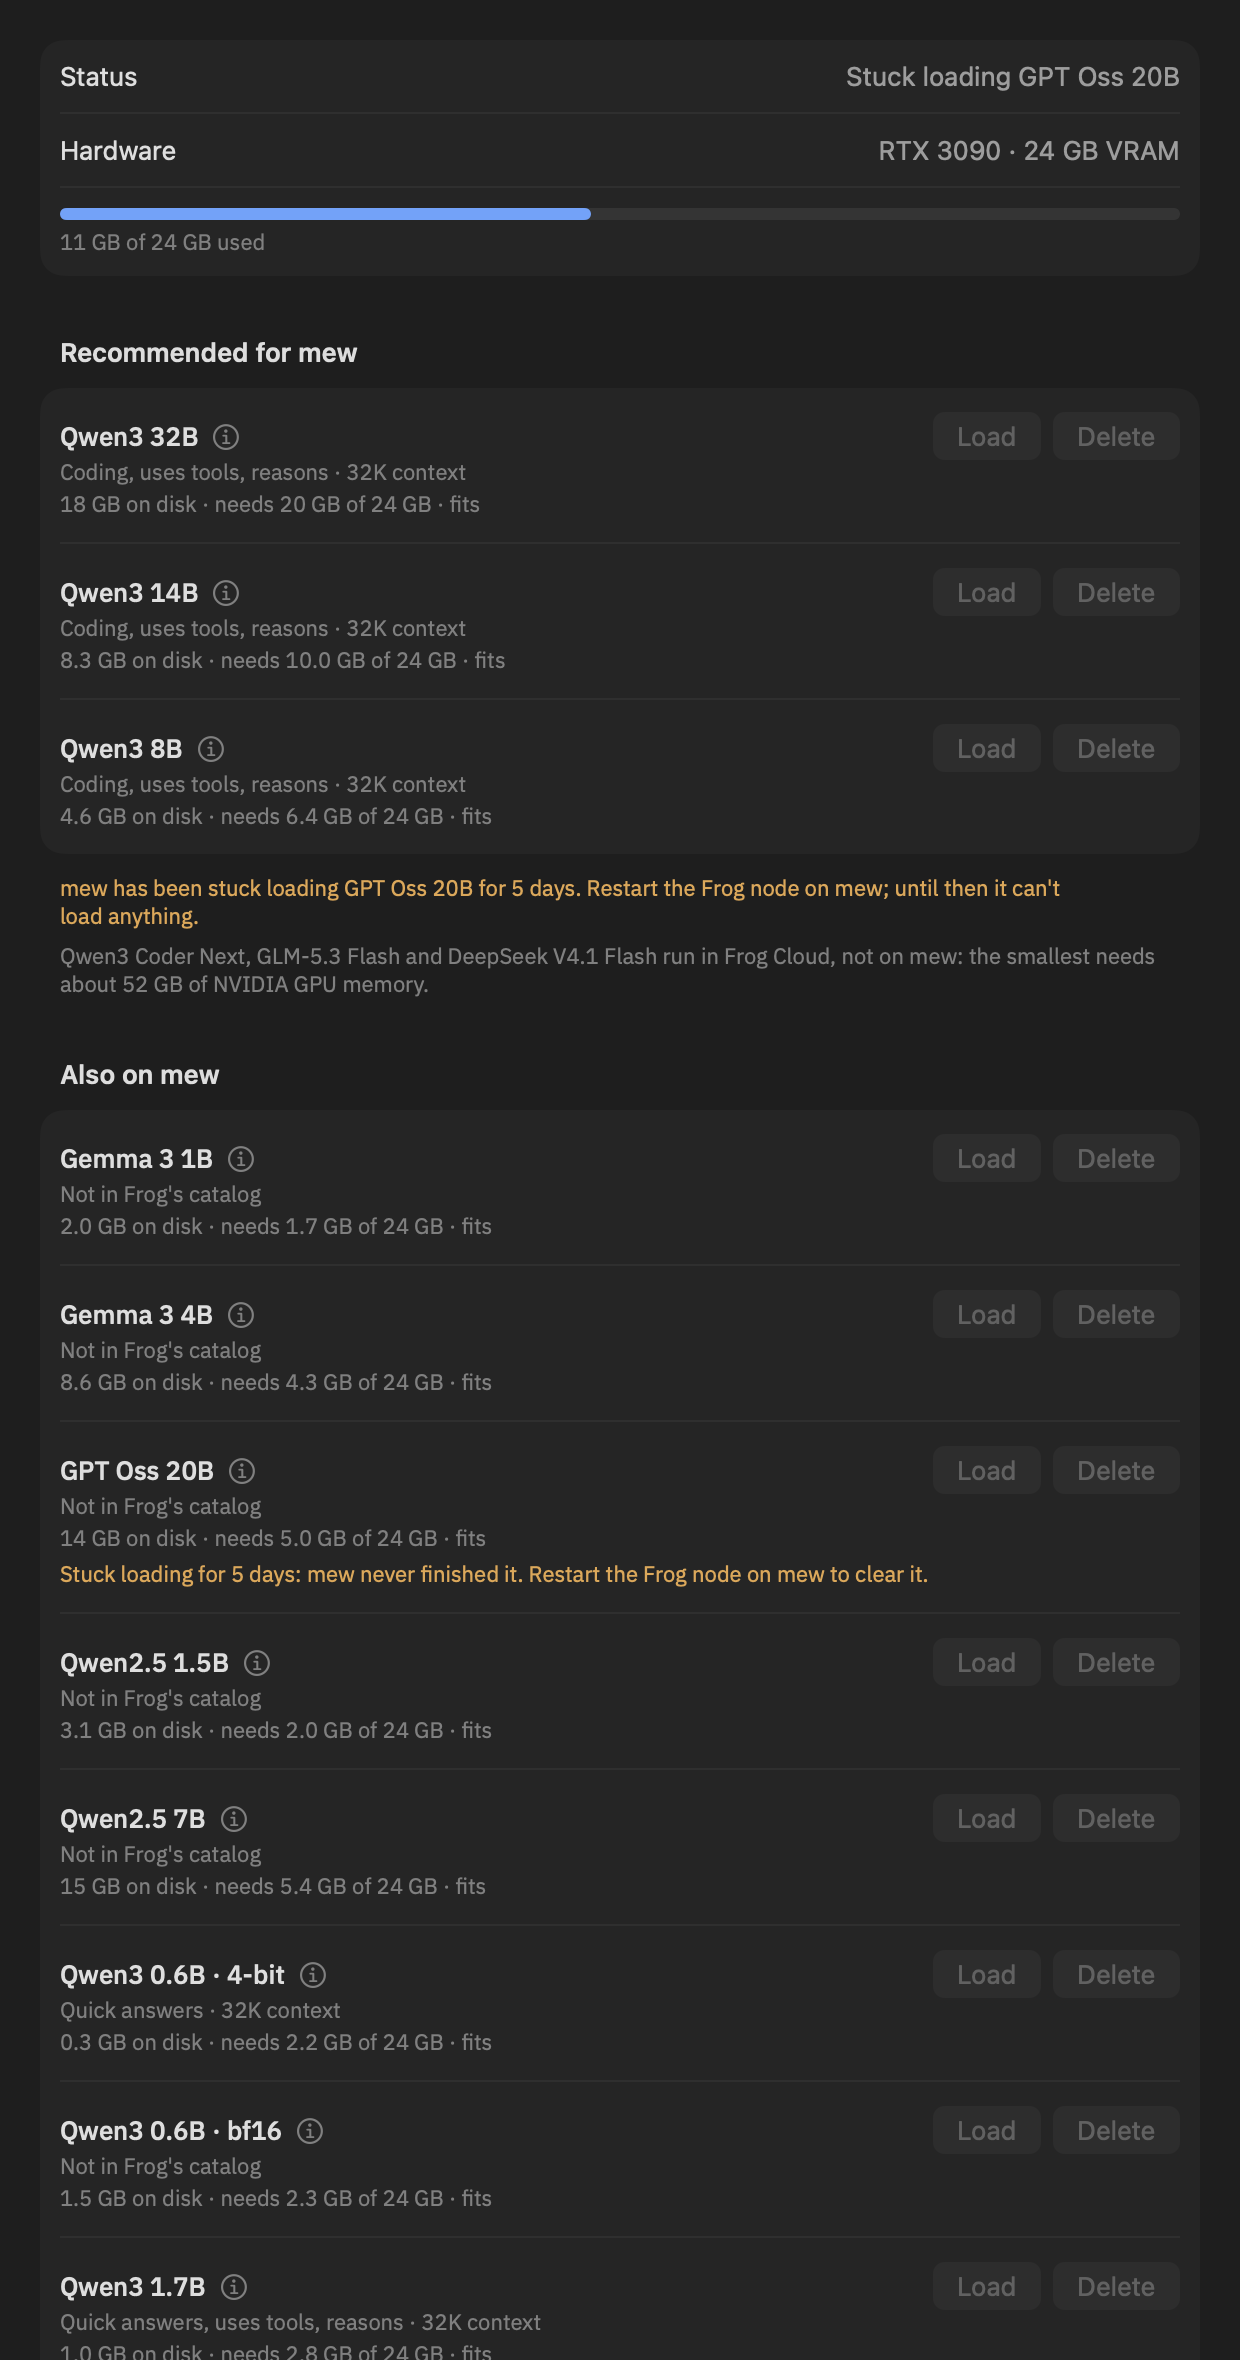 Status
Stuck loading GPT Oss 20B
Hardware
RTX 3090 · 24 GB VRAM
11 GB of 24 GB used
Recommended for mew
Qwen3 32B
Load
Delete
Coding, uses tools, reasons · 32K context
18 GB on disk · needs 20 GB of 24 GB · fits
Qwen3 14B
Load
Delete
Coding, uses tools, reasons · 32K context
8.3 GB on disk · needs 10.0 GB of 24 GB · fits
Qwen3 8B
Load
Delete
Coding, uses tools, reasons · 32K context
4.6 GB on disk · needs 6.4 GB of 24 GB · fits
mew has been stuck loading GPT Oss 20B for 5 days. Restart the Frog node on mew; until then it can't
load anything.
Qwen3 Coder Next, GLM-5.3 Flash and DeepSeek V4.1 Flash run in Frog Cloud, not on mew: the smallest needs
about 52 GB of NVIDIA GPU memory.
Also on mew
Gemma 3 1B
Load
Delete
Not in Frog's catalog
2.0 GB on disk · needs 1.7 GB of 24 GB · fits
Gemma 3 4B
Load
Delete
Not in Frog's catalog
8.6 GB on disk · needs 4.3 GB of 24 GB · fits
GPT Oss 20B
Load
Delete
Not in Frog's catalog
14 GB on disk · needs 5.0 GB of 24 GB · fits
Stuck loading for 5 days: mew never finished it. Restart the Frog node on mew to clear it.
Qwen2.5 1.5B
Load
Delete
Not in Frog's catalog
3.1 GB on disk · needs 2.0 GB of 24 GB · fits
Qwen2.5 7B
Load
Delete
Not in Frog's catalog
15 GB on disk · needs 5.4 GB of 24 GB · fits
Qwen3 0.6B · 4-bit
Load
Delete
Quick answers · 32K context
0.3 GB on disk · needs 2.2 GB of 24 GB · fits
Qwen3 0.6B · bf16
Load
Delete
Not in Frog's catalog
1.5 GB on disk · needs 2.3 GB of 24 GB · fits
Qwen3 1.7B
Load
Delete
Quick answers, uses tools, reasons · 32K context
1.0 GB on disk · needs 2.8 GB of 24 GB · fits